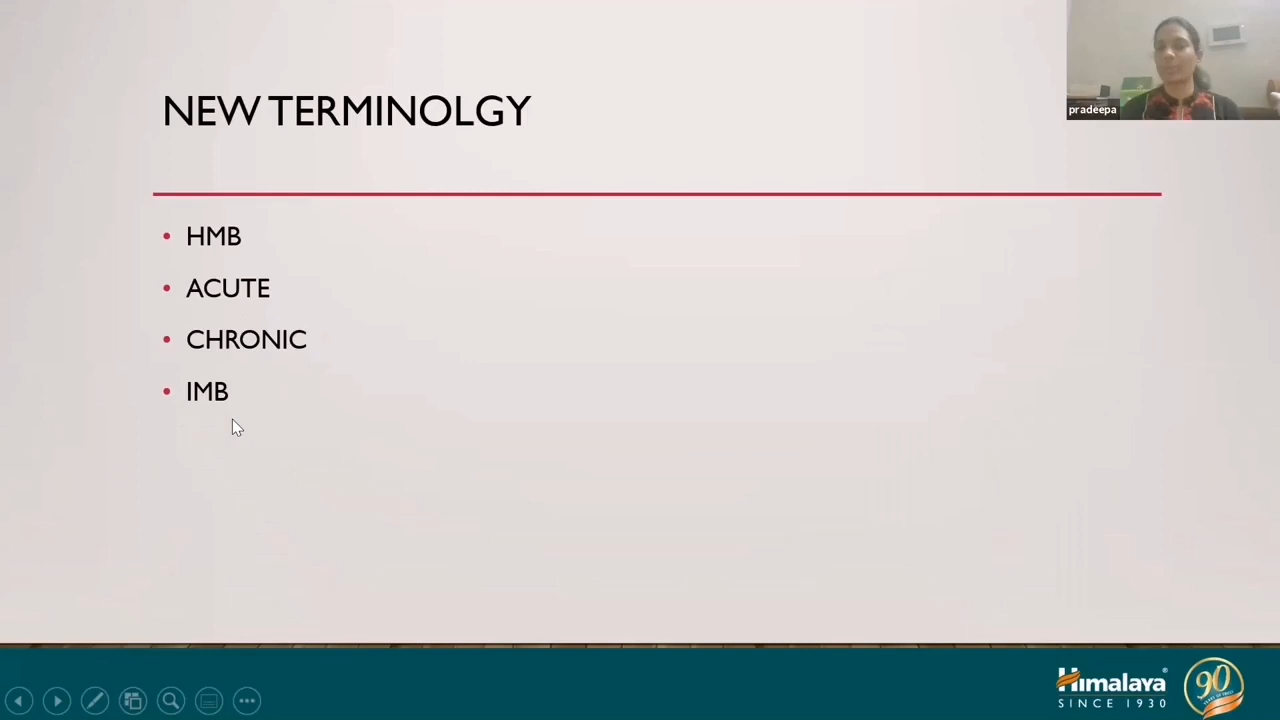 NEW TERMINOLGY
pradeepa
• HMB
• ACUTE
• CHRONIC
• IMB
Himalaya
SINCE 1930
90